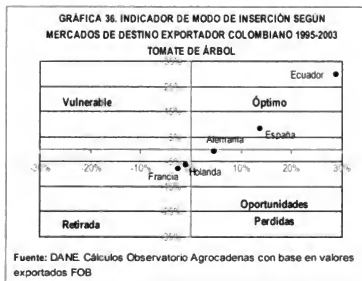 GRÁFICA 36. INDICADOR DE MODO DE INSERCIÓN SEGÚN
MERCADOS DE DESTINO EXPORTADOR COLOMBIANO 1995-2003
TOMATE DE ÁRBOL
Ecuador
Vulnerable
Óptimo
España
Alemania
-30% -20% -10% 10% 20% 30%
Francia
Holanda
Oportunidades
Retirada
Perdidas
Fuente: DANE. Cálculos Observatorio Agrocadenas con base en valores
exportados FOB